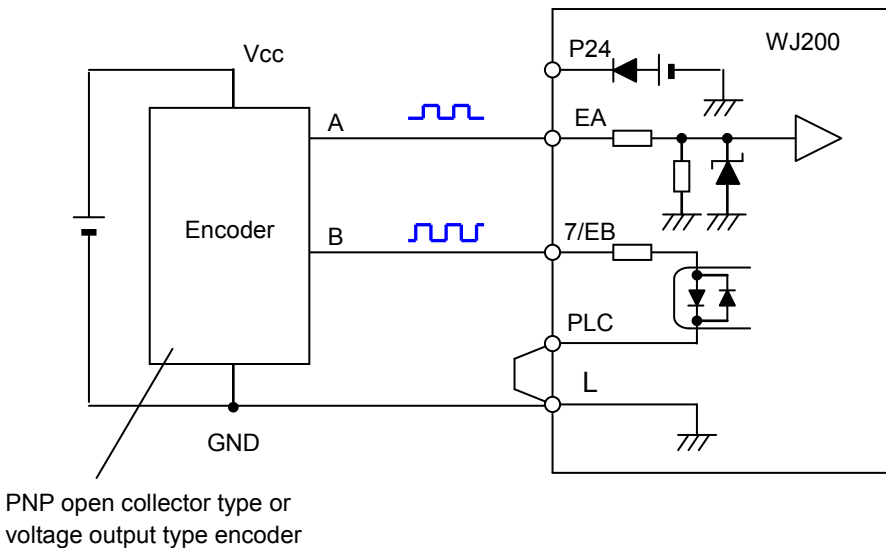 WJ200
P24
Vcc
A
EA
Encoder
B
7/EB
PLC
L
GND
PNP open collector type or
voltage output type encoder